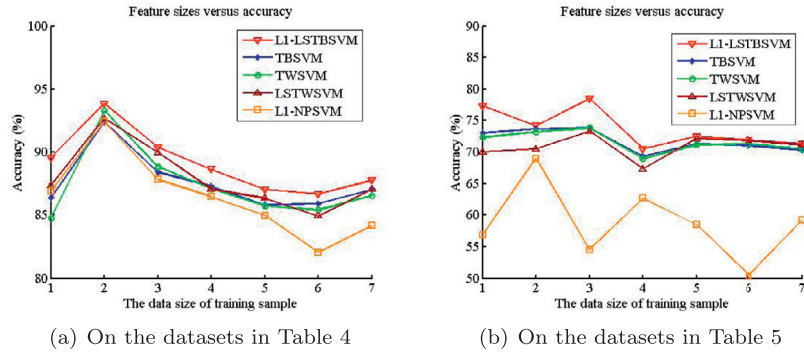 Feature sizes versus accuracy
100
95
90
85
80
Accuracy (%)
L1-LSTBSVM
TBSVM
TWSVM
LSTWSVM
L1-NPSVM
1 2 3 4 5 6 7
The data size of training sample
(a) On the datasets in Table 4
Feature sizes versus accuracy
90
85
80
75
70
65
60
55
50
Accuracy (%)
L1-LSTBSVM
TBSVM
TWSVM
LSTWSVM
L1-NPSVM
1 2 3 4 5 6 7
The data size of training sample
(b) On the datasets in Table 5